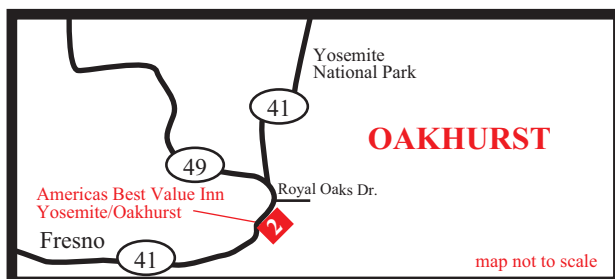 Yosemite
National Park
41
OAKHURST
49
Royal Oaks Dr.
Americas Best Value Inn
Yosemite/Oakhurst
2
Fresno
41
map not to scale